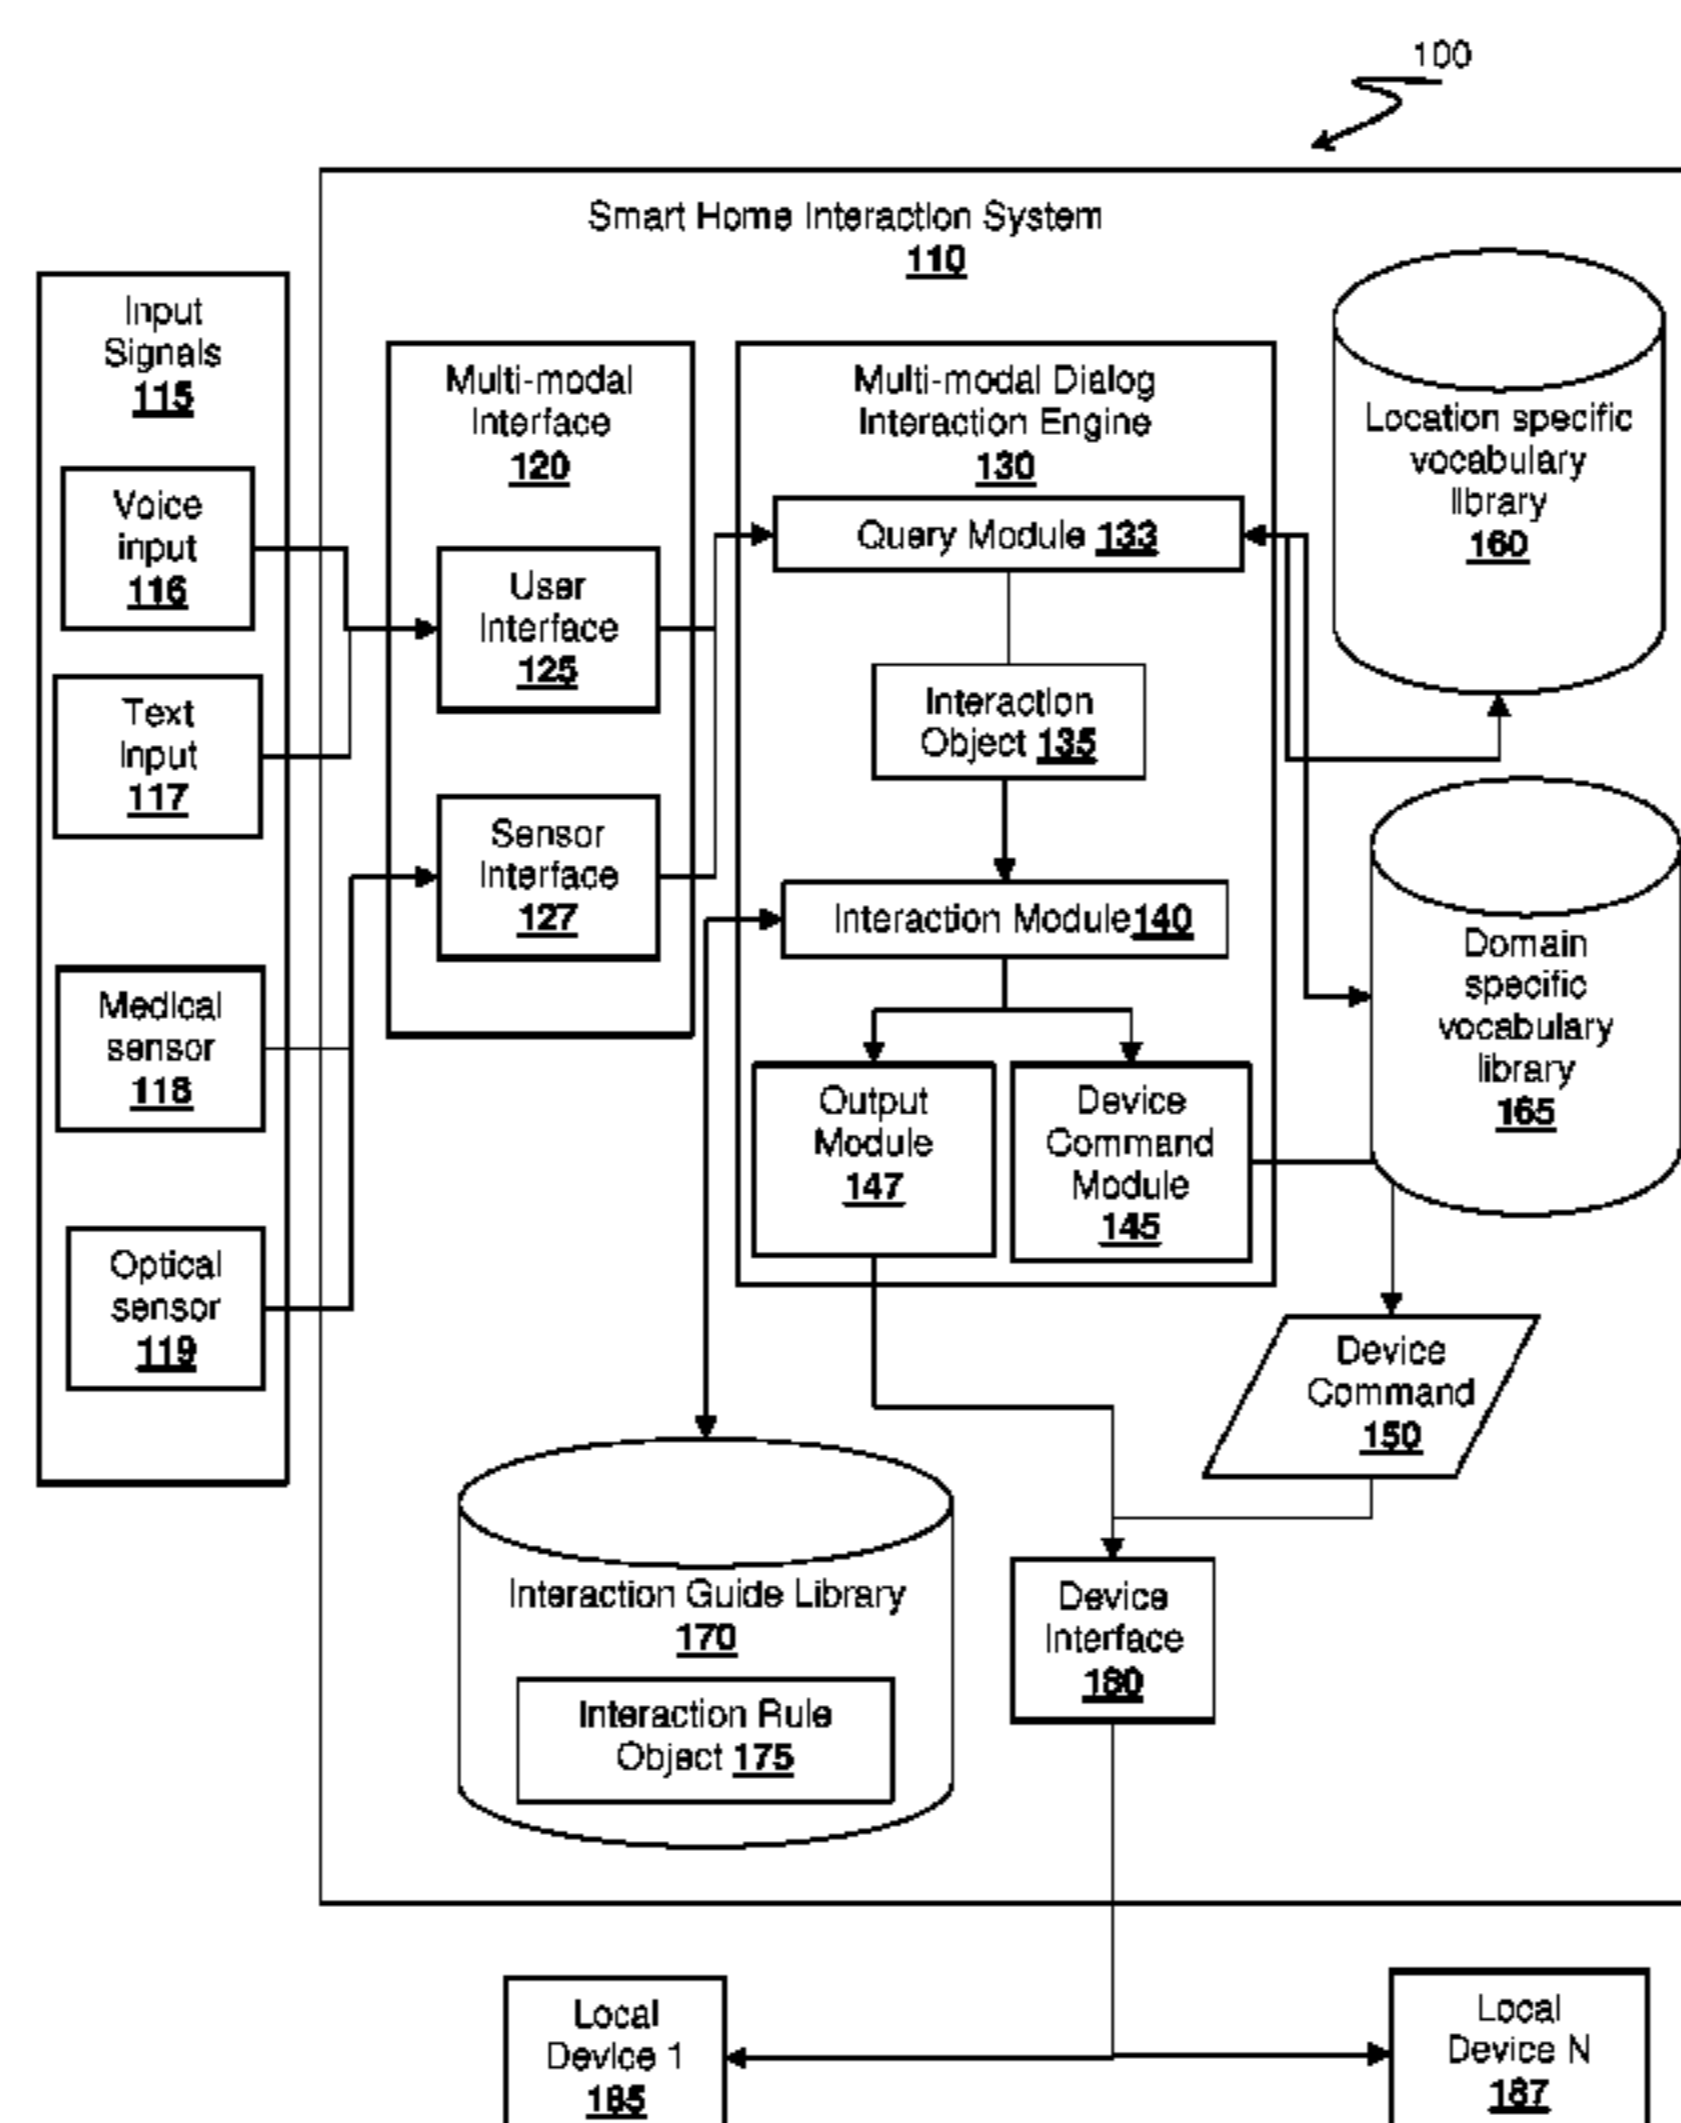 100
Smart Home Interaction System
110
Input
Signals
115
Voice
input
116
Text
Input
117
Medical
sensor
118
Optical
sensor
119
Multi-modal
Interface
120
User
Interface
125
Sensor
Interface
127
Multi-modal Dialog
Interaction Engine
130
Query Module 133
Interaction
Object 135
Interaction Module140
Output
Module
147
Device
Command
Module
145
Location specific
vocabulary
library
160
Domain
specific
vocabulary
library
165
Device
Command
150
Interaction Guide Library
170
Interaction Rule
Object 175
Device
Interface
180
Local
Device 1
185
Local
Device N
187